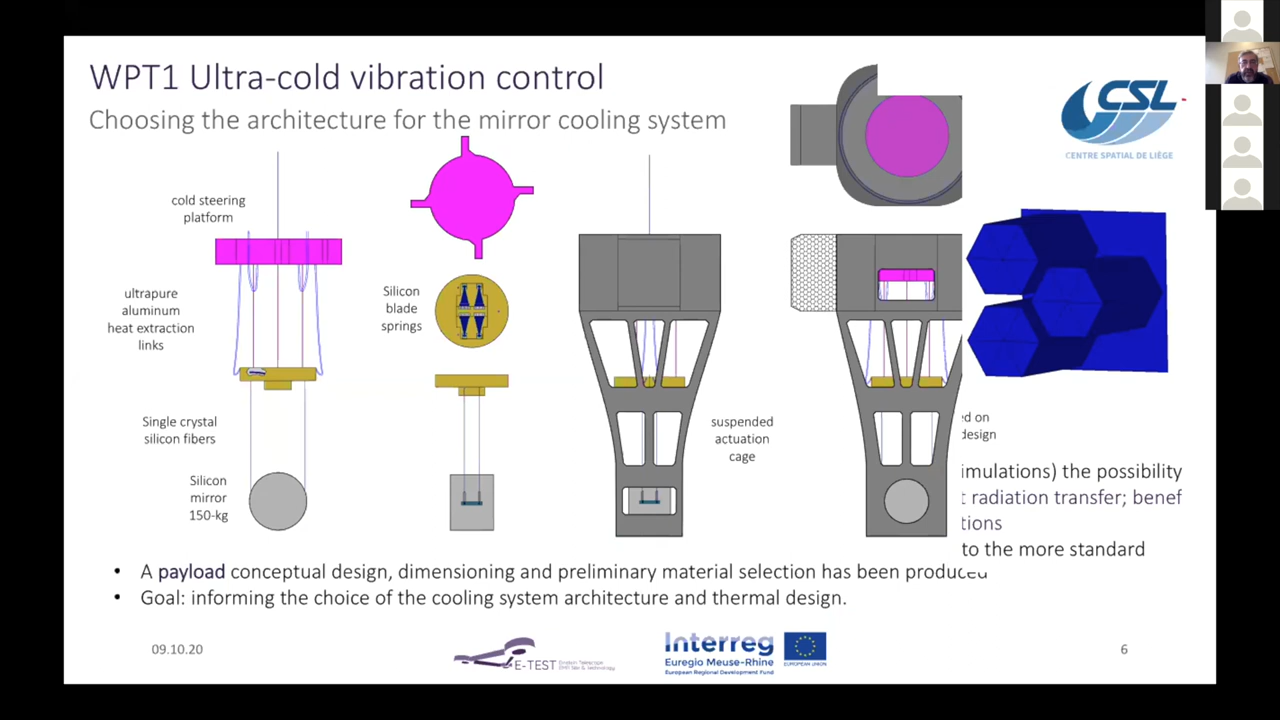 WPT1 Ultra-cold vibration control
Choosing the architecture for the mirror cooling system
CSL
CENTRE SPATIAL DE LIÈGE
cold steering
platform
ultrapure
aluminum
heat extraction
links
Silicon
blade
springs
Single crystal
silicon fibers
Silicon
mirror
150-kg
suspended
actuation
cage
ed on
design
imulations) the possibility
t radiation transfer; benef
tions
to the more standard
• A payload conceptual design, dimensioning and preliminary material selection has been produced
• Goal: informing the choice of the cooling system architecture and thermal design.
09.10.20
E-TEST
Interreg
Euregio Meuse-Rhine
European Regional Development Fund
EUROPEAN UNION
6